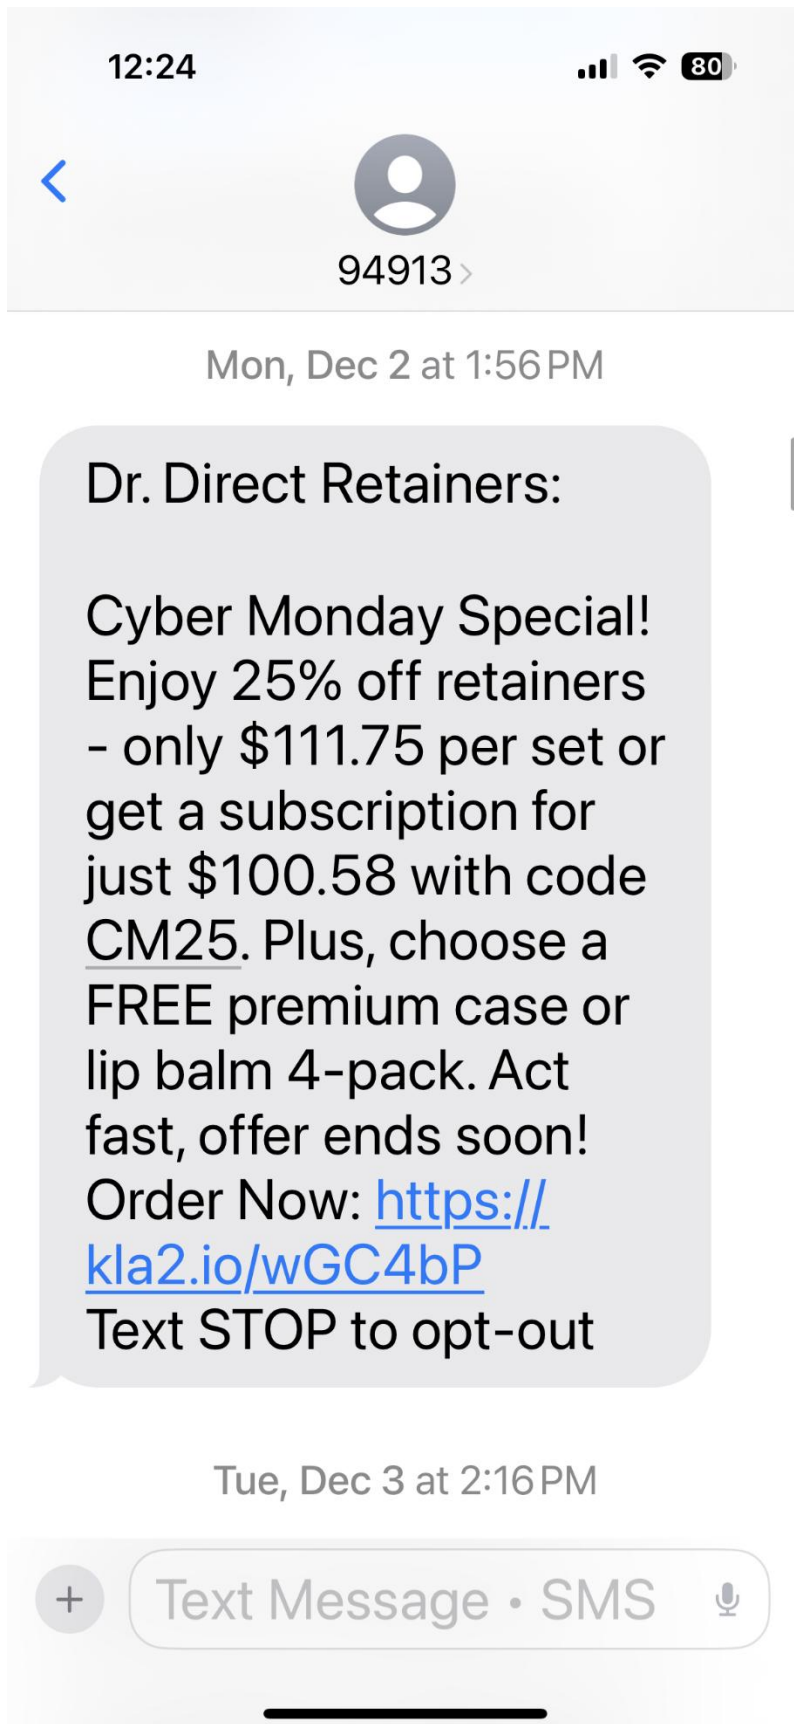 12:24
80
94913
Mon, Dec 2 at 1:56 PM
Dr. Direct Retainers:
Cyber Monday Special!
Enjoy 25% off retainers
- only $111.75 per set or
get a subscription for
just $100.58 with code
CM25. Plus, choose a
FREE premium case or
lip balm 4-pack. Act
fast, offer ends soon!
Order Now: https://
kla2.io/wGC4bP
Text STOP to opt-out
Tue, Dec 3 at 2:16 PM
Text Message • SMS